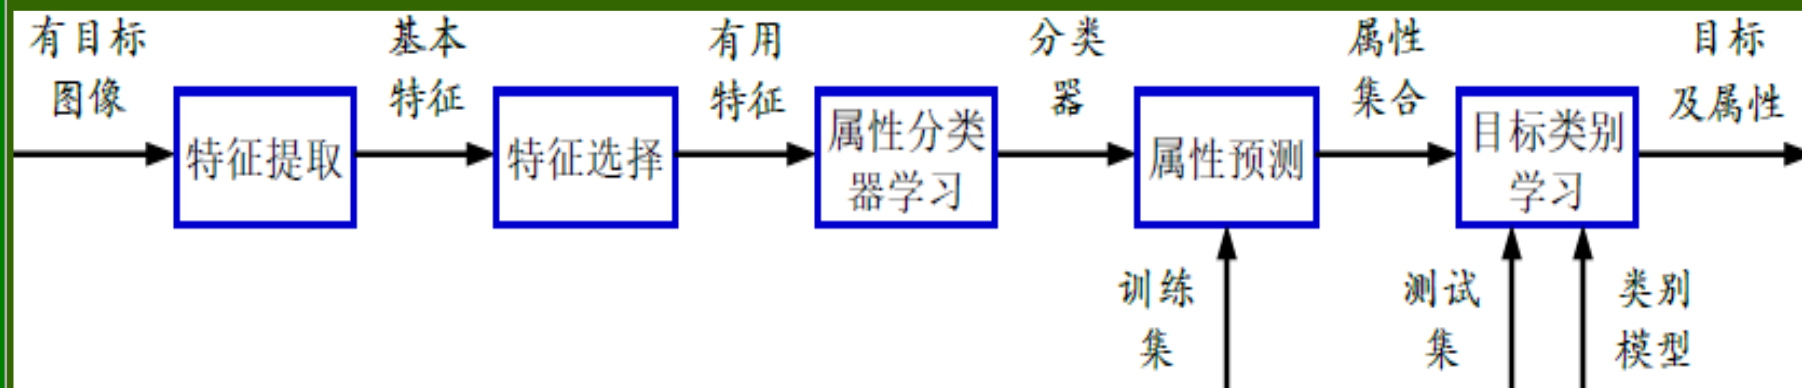 有目标
图像
基本
特征
有用
特征
分类
器
属性
集合
目标
及属性
特征提取
特征选择
属性分类
器学习
属性预测
目标类别
学习
训练
集
测试
集
类别
模型